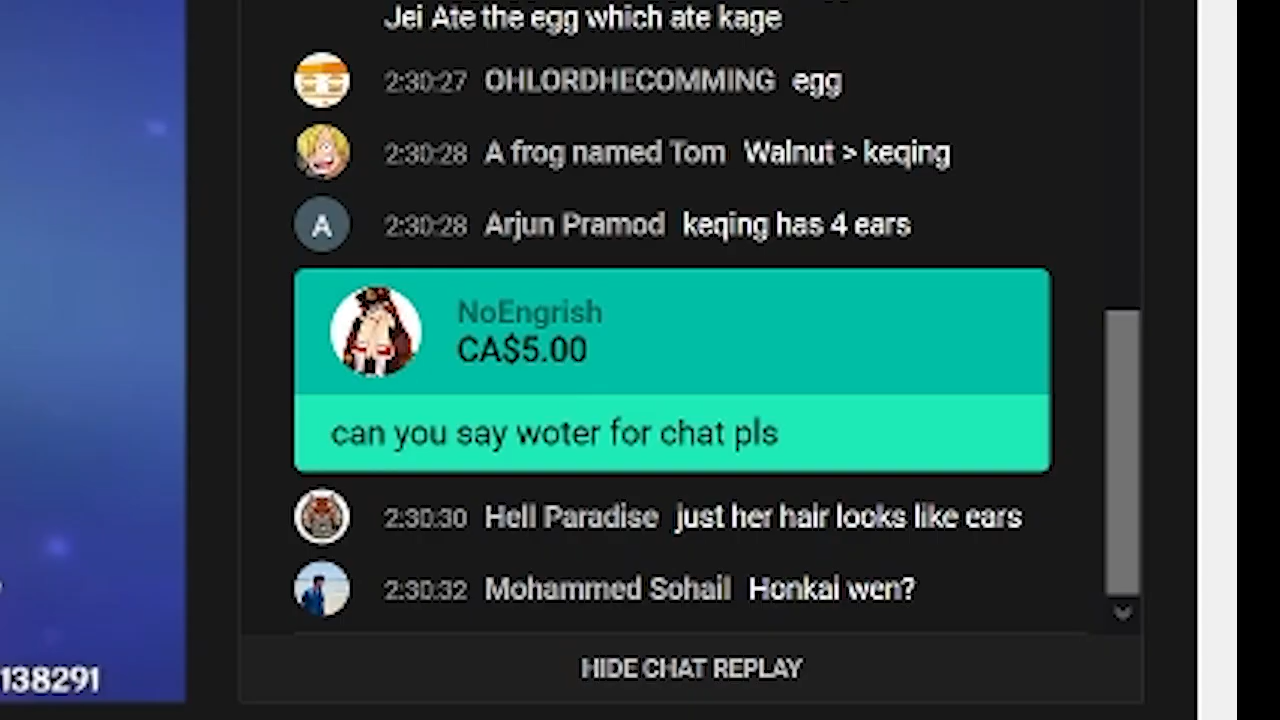 Jei Ate the egg which ate kage
2:30:27 OHLORDHECOMMING egg
2:30:28 A frog named Tom Walnut > keqing
A 2:30:28 Arjun Pramod keqing has 4 ears
NoEngrish
CA$5.00
can you say woter for chat pls
2:30:30 Hell Paradise just her hair looks like ears
2:30:32 Mohammed Sohail Honkai wen?
HIDE CHAT REPLAY
138291